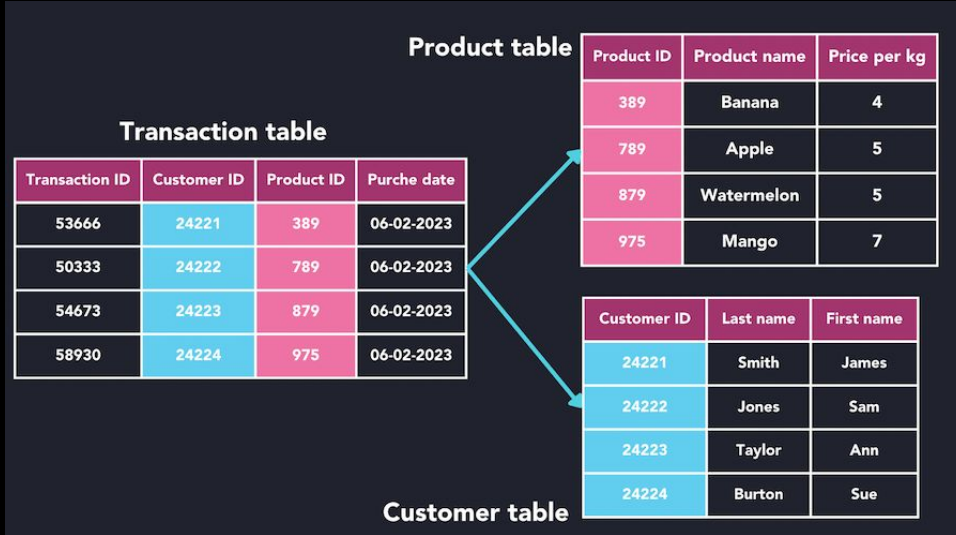 Product table
Product ID Product name Price per kg
389 Banana 4
789 Apple 5
879 Watermelon 5
975 Mango 7
Transaction table
Transaction ID Customer ID Product ID Purche date
53666 24221 389 06-02-2023
50333 24222 789 06-02-2023
54673 24223 879 06-02-2023
58930 24224 975 06-02-2023
Customer ID Last name First name
24221 Smith James
24222 Jones Sam
24223 Taylor Ann
24224 Burton Sue
Customer table